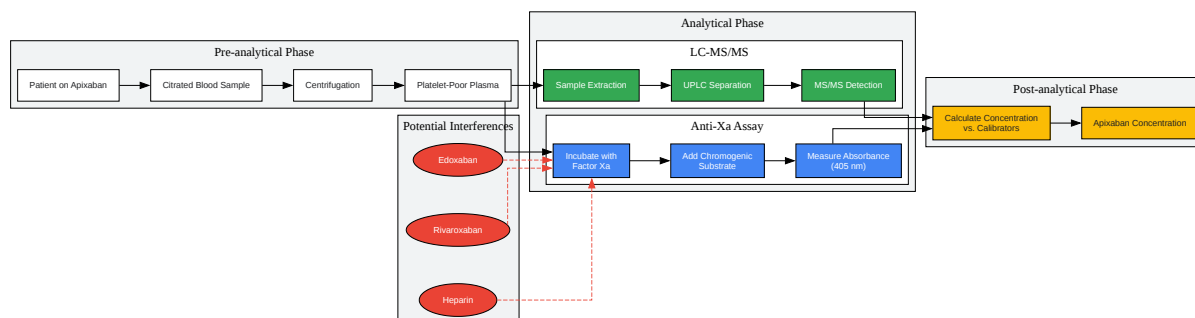 Analytical Phase
Pre-analytical Phase
LC-MS/MS
Patient on Apixaban
Citrated Blood Sample
Centrifugation
Platelet-Poor Plasma
Sample Extraction
UPLC Separation
MS/MS Detection
Post-analytical Phase
Calculate Concentration
vs. Calibrators
Apixaban Concentration
Potential Interferences
Anti-Xa Assay
Edoxaban
Incubate with
Factor Xa
Add Chromogenic
Substrate
Measure Absorbance
(405 nm)
Rivaroxaban
Heparin